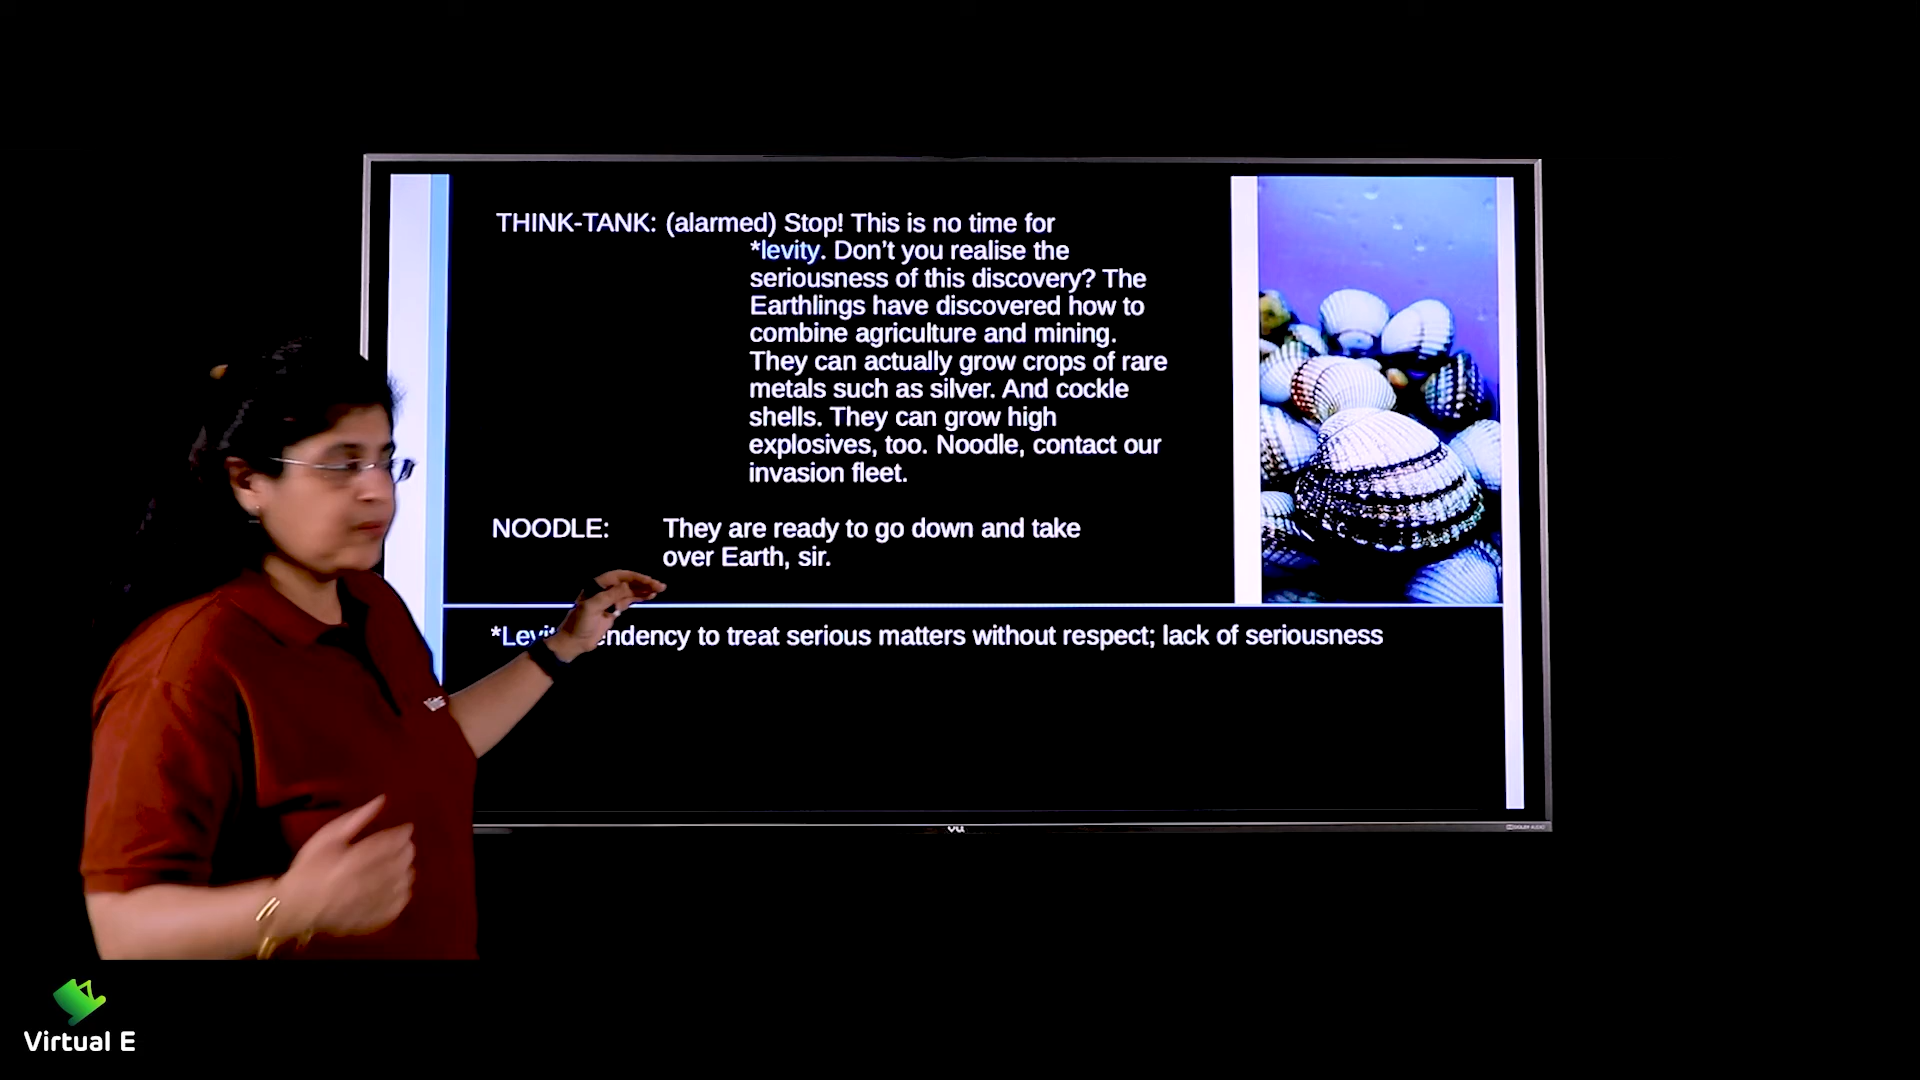 THINK-TANK: (alarmed) Stop! This is no time for
*levity. Don't you realise the
seriousness of this discovery? The
Earthlings have discovered how to
combine agriculture and mining.
They can actually grow crops of rare
metals such as silver. And cockle
shells. They can grow high
explosives, too. Noodle, contact our
invasion fleet.
NOODLE: They are ready to go down and take
over Earth, sir.
to treat serious matters without respect; lack of seriousness
Virtual E